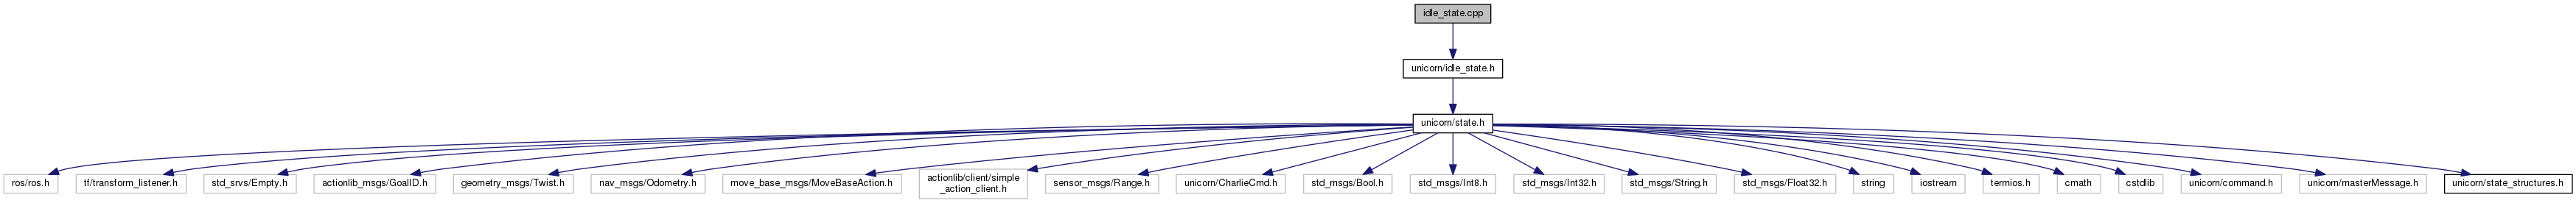 idle_state.cpp
unicorn/idle_state.h
unicorn/state.h
ros/ros.h
tf/transform_listener.h
std_srvs/Empty.h
actionlib_msgs/GoalID.h
geometry_msgs/Twist.h
nav_msgs/Odometry.h
move_base_msgs/MoveBaseAction.h
actionlib/client/simple
_action_client.h
sensor_msgs/Range.h
unicorn/CharlieCmd.h
std_msgs/Bool.h
std_msgs/Int8.h
std_msgs/Int32.h
std_msgs/String.h
std_msgs/Float32.h
string
iostream
termios.h
cmath
cstdlib
unicorn/command.h
unicorn/masterMessage.h
unicorn/state_structures.h